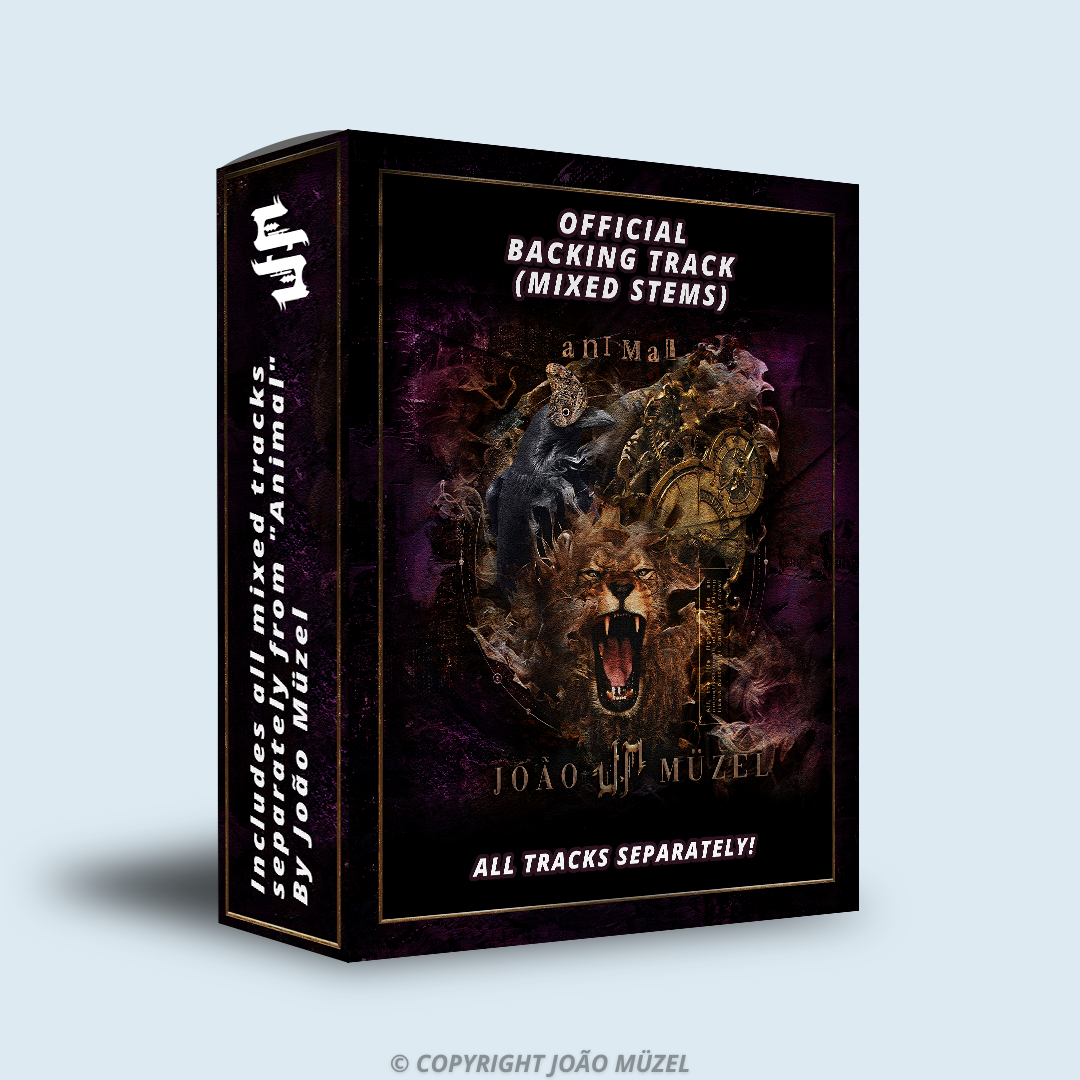 OFFICIAL
BACKING TRACK
(MIXED STEMS)
anIMaL
JOÃO MÜZEL
ALL TRACKS SEPARATELY!
Includes all mixed tracks
separately from "Animal"
By João Müzel
© COPYRIGHT JOÃO MÜZEL